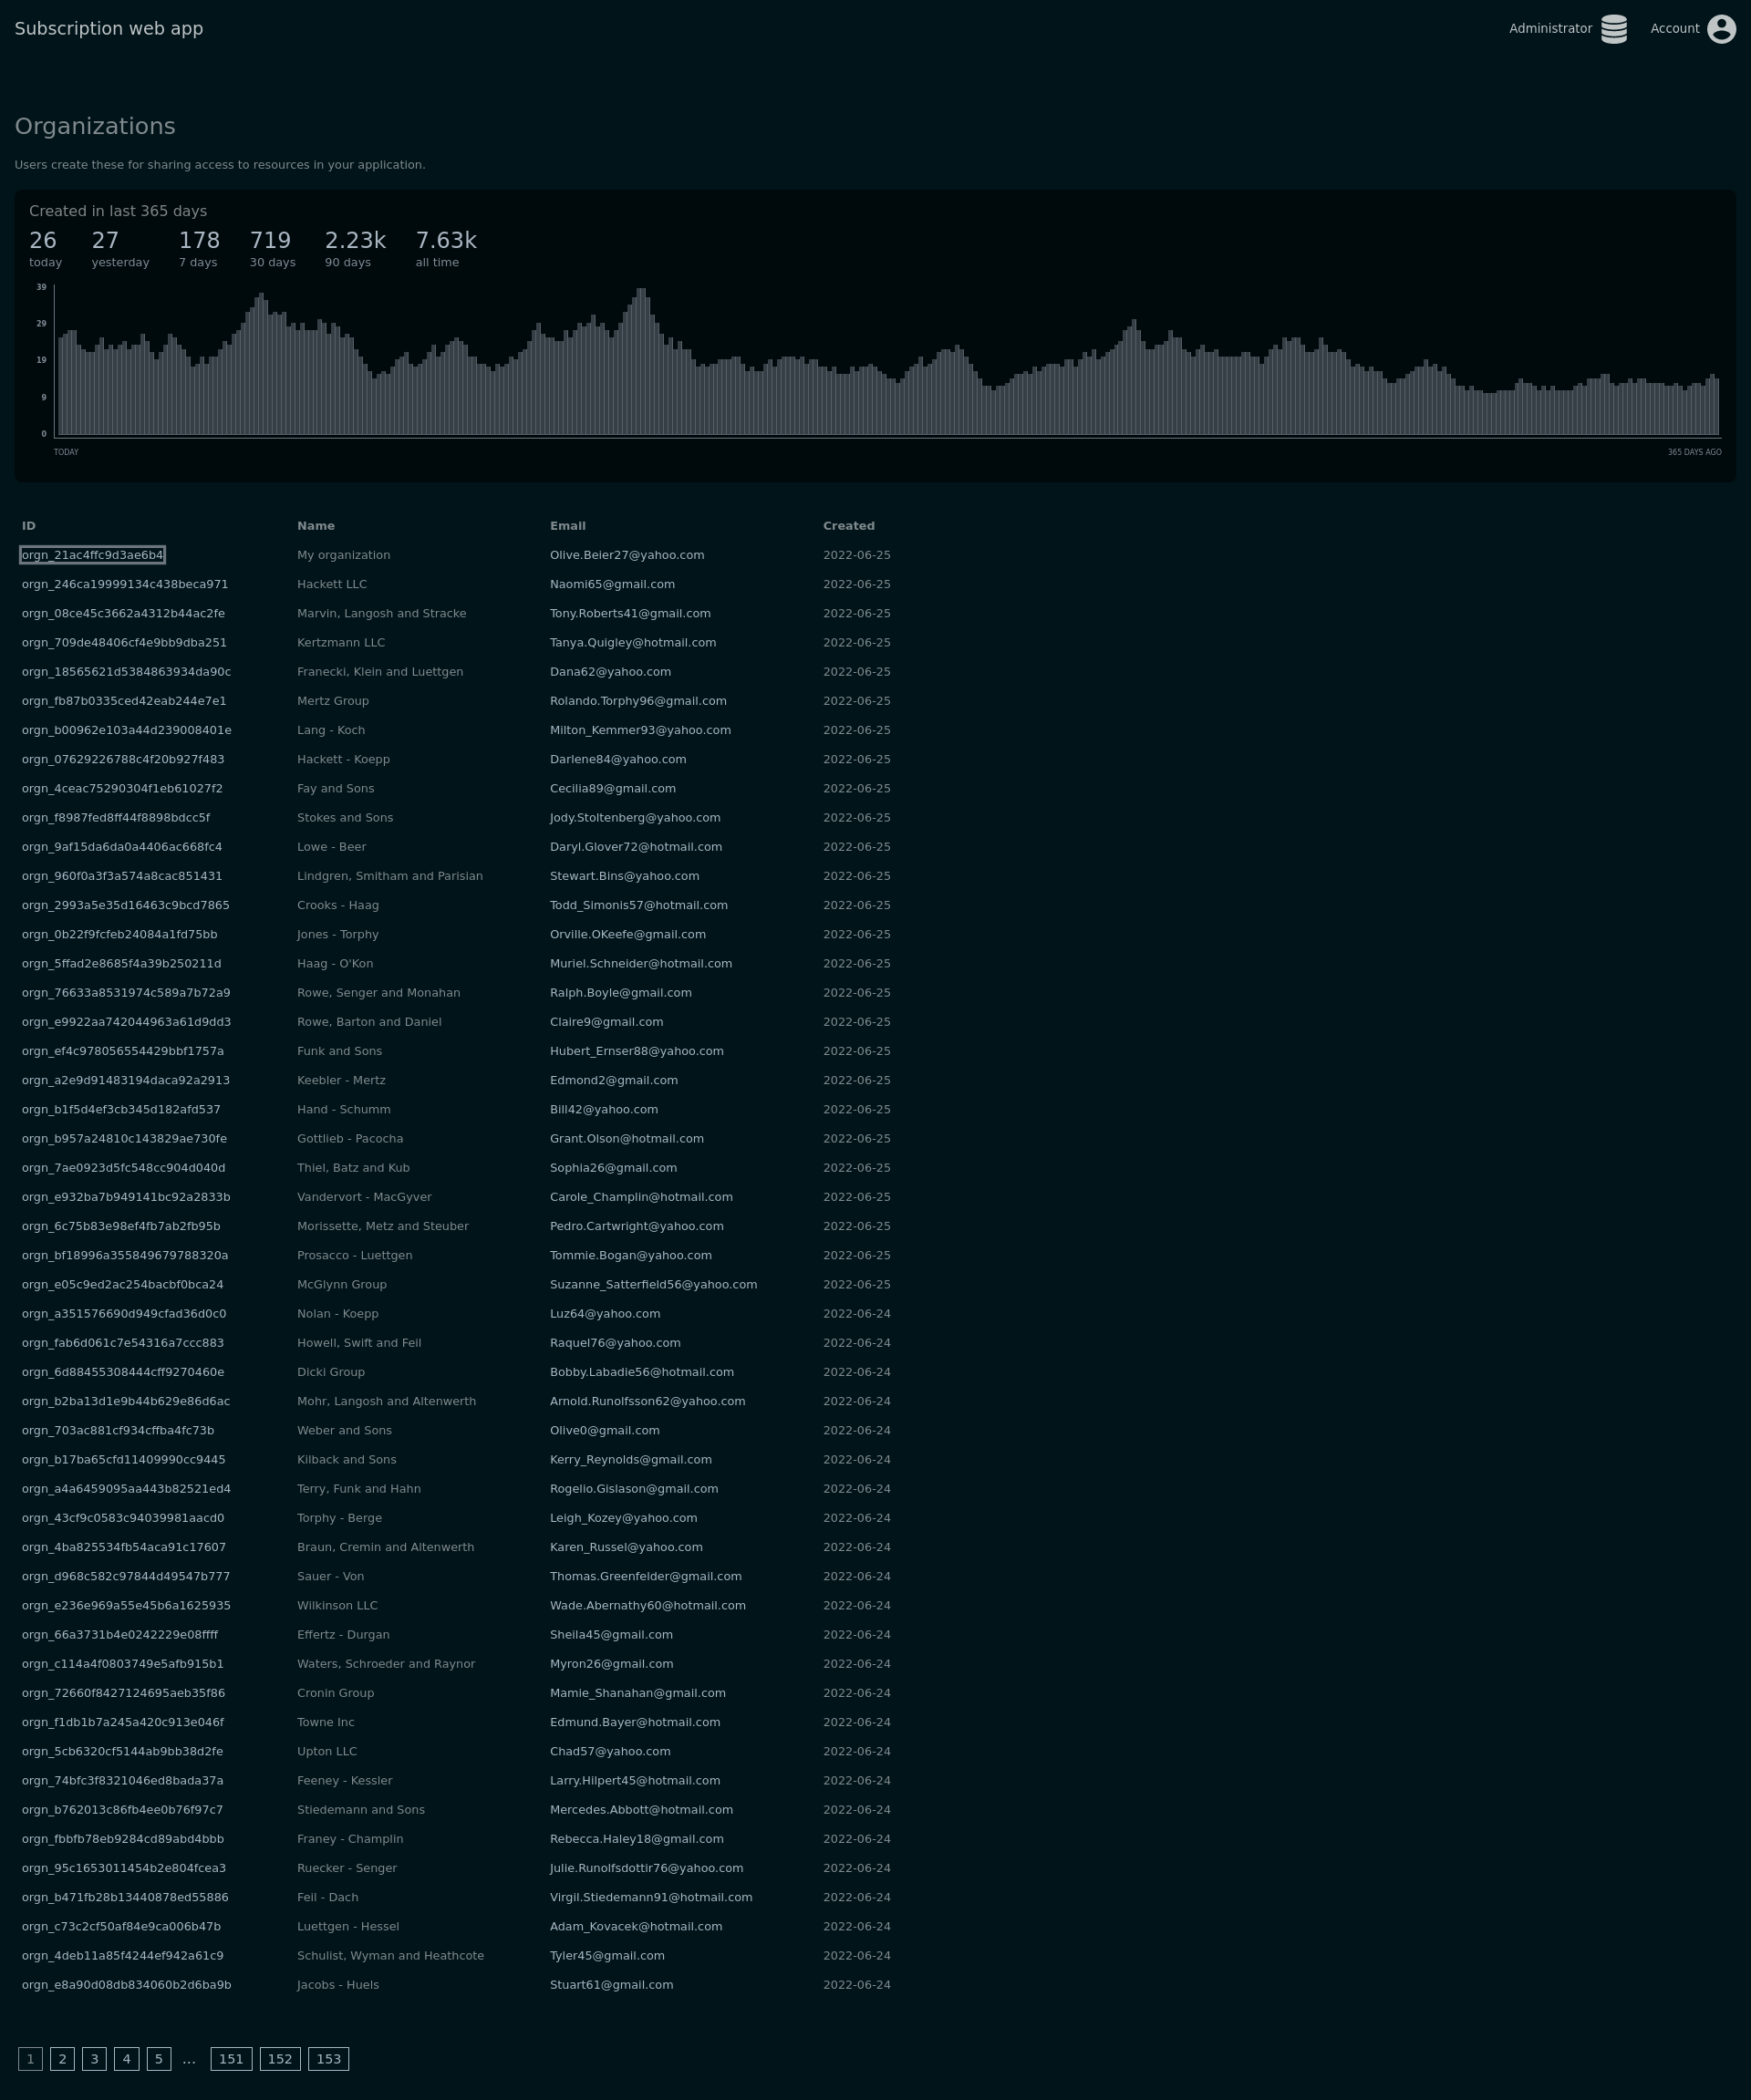 Subscription web app Administrator Account
Organizations
Users create these for sharing access to resources in your application.
Created in last 365 days
26 27 178 719 2.23k 7.63k
today yesterday 7 days 30 days 90 days all time
39
29
19
9
0
TODAY 365 DAYS AGO
ID Name Email Created
orgn_21ac4ffc9d3ae6b4 My organization Olive.Beier27@yahoo.com 2022-06-25
orgn_246ca19999134c438beca971 Hackett LLC Naomi65@gmail.com 2022-06-25
orgn_08ce45c3662a4312b44ac2fe Marvin, Langosh and Stracke Tony.Roberts41@gmail.com 2022-06-25
orgn_709de48406cf4e9bb9dba251 Kertzmann LLC Tanya.Quigley@hotmail.com 2022-06-25
orgn_18565621d5384863934da90c Franecki, Klein and Luettgen Dana62@yahoo.com 2022-06-25
orgn_fb87b0335ced42eab244e7e1 Mertz Group Rolando.Torphy96@gmail.com 2022-06-25
orgn_b00962e103a44d239008401e Lang - Koch Milton_Kemmer93@yahoo.com 2022-06-25
orgn_07629226788c4f20b927f483 Hackett - Koepp Darlene84@yahoo.com 2022-06-25
orgn_4ceac75290304f1eb61027f2 Fay and Sons Cecilia89@gmail.com 2022-06-25
orgn_f8987fed8ff44f8898bdcc5f Stokes and Sons Jody.Stoltenberg@yahoo.com 2022-06-25
orgn_9af15da6da0a4406ac668fc4 Lowe - Beer Daryl.Glover72@hotmail.com 2022-06-25
orgn_960f0a3f3a574a8cac851431 Lindgren, Smitham and Parisian Stewart.Bins@yahoo.com 2022-06-25
orgn_2993a5e35d16463c9bcd7865 Crooks - Haag Todd_Simonis57@hotmail.com 2022-06-25
orgn_0b22f9fcfeb24084a1fd75bb Jones - Torphy Orville.OKeefe@gmail.com 2022-06-25
orgn_5ffad2e8685f4a39b250211d Haag - O'Kon Muriel.Schneider@hotmail.com 2022-06-25
orgn_76633a8531974c589a7b72a9 Rowe, Senger and Monahan Ralph.Boyle@gmail.com 2022-06-25
orgn_e9922aa742044963a61d9dd3 Rowe, Barton and Daniel Claire9@gmail.com 2022-06-25
orgn_ef4c978056554429bbf1757a Funk and Sons Hubert_Ernser88@yahoo.com 2022-06-25
orgn_a2e9d91483194daca92a2913 Keebler - Mertz Edmond2@gmail.com 2022-06-25
orgn_b1f5d4ef3cb345d182afd537 Hand - Schumm Bill42@yahoo.com 2022-06-25
orgn_b957a24810c143829ae730fe Gottlieb - Pacocha Grant.Olson@hotmail.com 2022-06-25
orgn_7ae0923d5fc548cc904d040d Thiel, Batz and Kub Sophia26@gmail.com 2022-06-25
orgn_e932ba7b949141bc92a2833b Vandervort - MacGyver Carole_Champlin@hotmail.com 2022-06-25
orgn_6c75b83e98ef4fb7ab2fb95b Morissette, Metz and Steuber Pedro.Cartwright@yahoo.com 2022-06-25
orgn_bf18996a355849679788320a Prosacco - Luettgen Tommie.Bogan@yahoo.com 2022-06-25
orgn_e05c9ed2ac254bacbf0bca24 McGlynn Group Suzanne_Satterfield56@yahoo.com 2022-06-25
orgn_a351576690d949cfad36d0c0 Nolan - Koepp Luz64@yahoo.com 2022-06-24
orgn_fab6d061c7e54316a7ccc883 Howell, Swift and Feil Raquel76@yahoo.com 2022-06-24
orgn_6d88455308444cff9270460e Dicki Group Bobby.Labadie56@hotmail.com 2022-06-24
orgn_b2ba13d1e9b44b629e86d6ac Mohr, Langosh and Altenwerth Arnold.Runolfsson62@yahoo.com 2022-06-24
orgn_703ac881cf934cffba4fc73b Weber and Sons Olive0@gmail.com 2022-06-24
orgn_b17ba65cfd11409990cc9445 Kilback and Sons Kerry_Reynolds@gmail.com 2022-06-24
orgn_a4a6459095aa443b82521ed4 Terry, Funk and Hahn Rogelio.Gislason@gmail.com 2022-06-24
orgn_43cf9c0583c94039981aacd0 Torphy - Berge Leigh_Kozey@yahoo.com 2022-06-24
orgn_4ba825534fb54aca91c17607 Braun, Cremin and Altenwerth Karen_Russel@yahoo.com 2022-06-24
orgn_d968c582c97844d49547b777 Sauer - Von Thomas.Greenfelder@gmail.com 2022-06-24
orgn_e236e969a55e45b6a1625935 Wilkinson LLC Wade.Abernathy60@hotmail.com 2022-06-24
orgn_66a3731b4e0242229e08ffff Effertz - Durgan Sheila45@gmail.com 2022-06-24
orgn_c114a4f0803749e5afb915b1 Waters, Schroeder and Raynor Myron26@gmail.com 2022-06-24
orgn_72660f8427124695aeb35f86 Cronin Group Mamie_Shanahan@gmail.com 2022-06-24
orgn_f1db1b7a245a420c913e046f Towne Inc Edmund.Bayer@hotmail.com 2022-06-24
orgn_5cb6320cf5144ab9bb38d2fe Upton LLC Chad57@yahoo.com 2022-06-24
orgn_74bfc3f8321046ed8bada37a Feeney - Kessler Larry.Hilpert45@hotmail.com 2022-06-24
orgn_b762013c86fb4ee0b76f97c7 Stiedemann and Sons Mercedes.Abbott@hotmail.com 2022-06-24
orgn_fbbfb78eb9284cd89abd4bbb Franey - Champlin Rebecca.Haley18@gmail.com 2022-06-24
orgn_95c1653011454b2e804fcea3 Ruecker - Senger Julie.Runolfsdottir76@yahoo.com 2022-06-24
orgn_b471fb28b13440878ed55886 Feil - Dach Virgil.Stiedemann91@hotmail.com 2022-06-24
orgn_c73c2cf50af84e9ca006b47b Luettgen - Hessel Adam_Kovacek@hotmail.com 2022-06-24
orgn_4deb11a85f4244ef942a61c9 Schulist, Wyman and Heathcote Tyler45@gmail.com 2022-06-24
orgn_e8a90d08db834060b2d6ba9b Jacobs - Huels Stuart61@gmail.com 2022-06-24
1 2 3 4 5 … 151 152 153